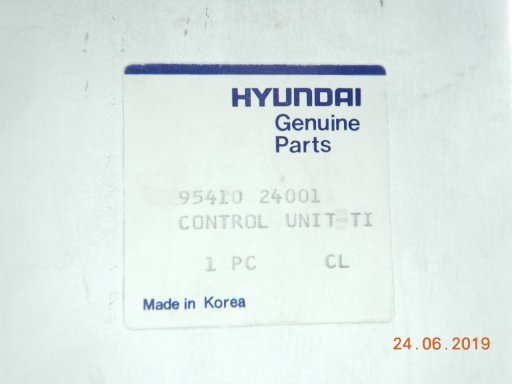 HYUNDAI
Genuine
Parts
95410 24001
CONTROL UNIT-TI
1 PC CL
Made in Korea
24.06.2019